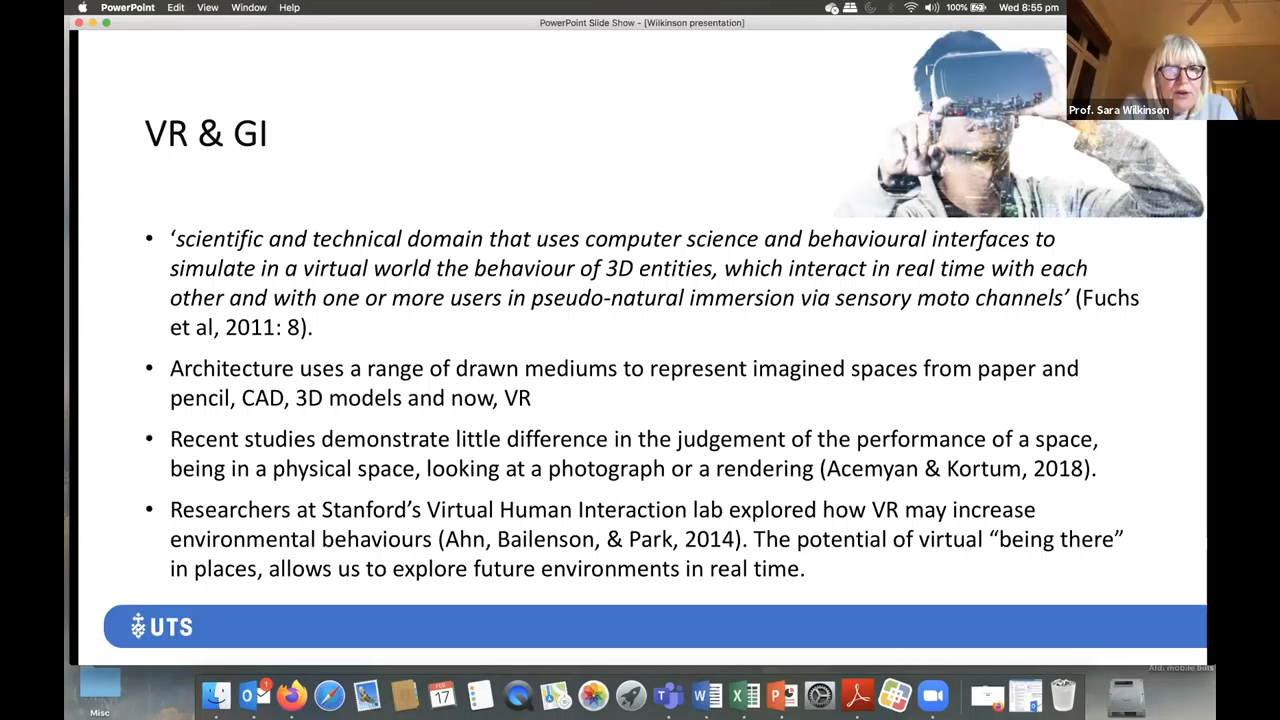 PowerPoint Edit View Window Help 100% Wed 8:55 pm
PowerPoint Slide Show - [Wilkinson presentation]
Prof. Sara Wilkinson
VR & GI
• ‘scientific and technical domain that uses computer science and behavioural interfaces to
simulate in a virtual world the behaviour of 3D entities, which interact in real time with each
other and with one or more users in pseudo-natural immersion via sensory moto channels’ (Fuchs
et al, 2011: 8).
• Architecture uses a range of drawn mediums to represent imagined spaces from paper and
pencil, CAD, 3D models and now, VR
• Recent studies demonstrate little difference in the judgement of the performance of a space,
being in a physical space, looking at a photograph or a rendering (Acemyan & Kortum, 2018).
• Researchers at Stanford’s Virtual Human Interaction lab explored how VR may increase
environmental behaviours (Ahn, Bailenson, & Park, 2014). The potential of virtual “being there”
in places, allows us to explore future environments in real time.
UTS
mobile bills
1
FEB
17
Misc